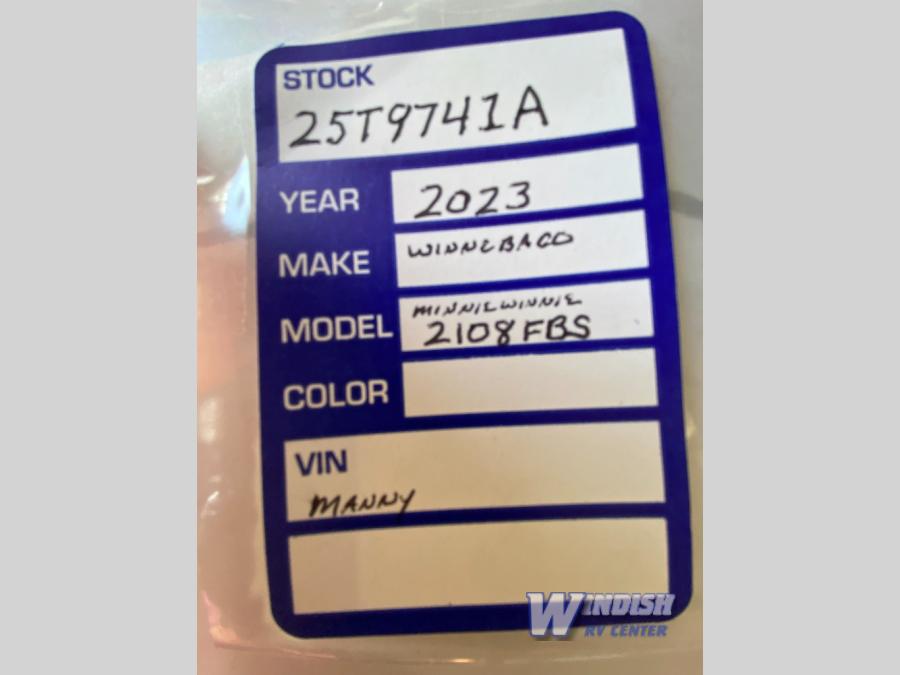 STOCK
25T9741A
YEAR 2023
MAKE WINNEBAGO
MODEL MINNIEWINNIE
2108FBS
COLOR
VIN
MANNY
WINDISH
RV CENTER